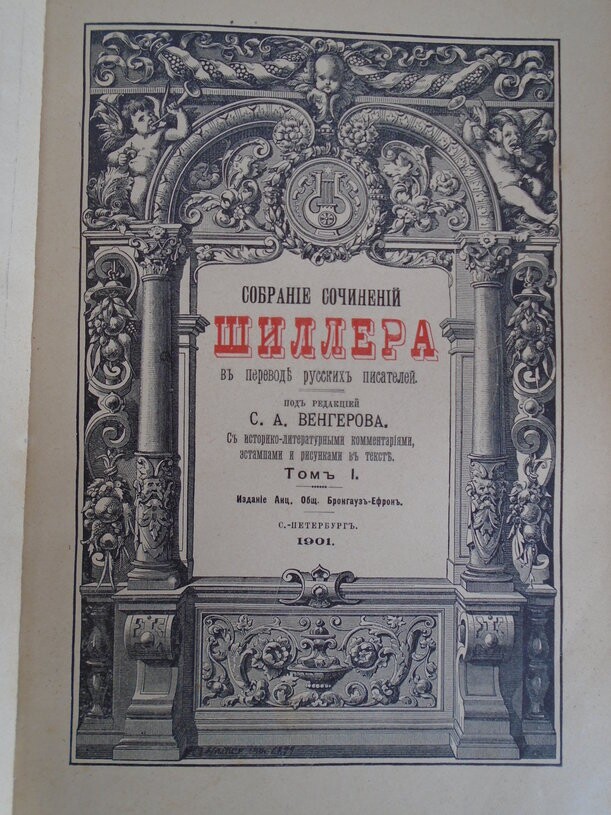 СОБРАНІЕ СОЧИНЕНІЙ
ШИЛЛЕРА
въ переводѣ русскихъ писателей.
ПОДЪ РЕДАКЦІЕЙ
С. А. ВЕНГЕРОВА.
Съ историко-литературными комментаріями,
эстампами и рисунками въ текстѣ.
Томъ I.
Изданіе Акц. Общ. Брокгаузъ-Ефронъ.
С.-ПЕТЕРБУРГЪ.
1901.